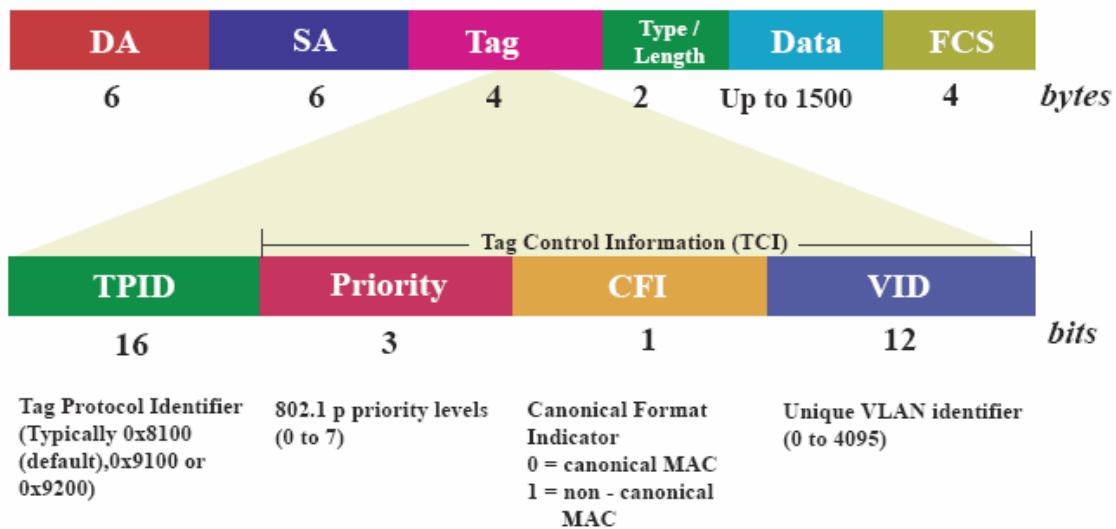 DA SA Tag Type / Length Data FCS
6 6 4 2 Up to 1500 4 bytes
Tag Control Information (TCI)
TPID Priority CFI VID
16 3 1 12 bits
Tag Protocol Identifier
(Typically 0x8100
(default),0x9100 or
0x9200)
802.1 p priority levels
(0 to 7)
Canonical Format
Indicator
0 = canonical MAC
1 = non - canonical
MAC
Unique VLAN identifier
(0 to 4095)